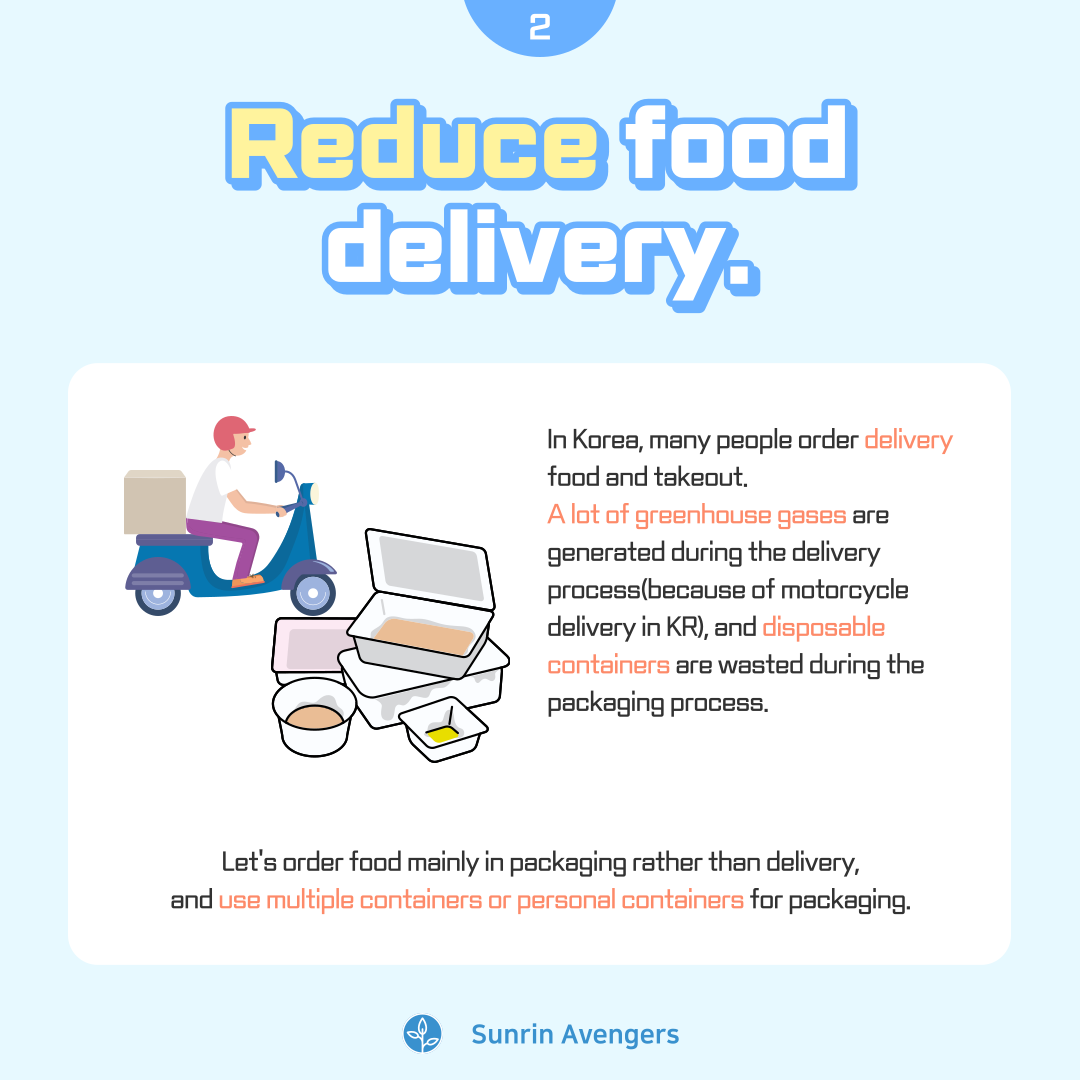 2
Reduce food
delivery.
In Korea, many people order delivery
food and takeout.
A lot of greenhouse gases are
generated during the delivery
process(because of motorcycle
delivery in KR), and disposable
containers are wasted during the
packaging process.
Let's order food mainly in packaging rather than delivery,
and use multiple containers or personal containers for packaging.
Sunrin Avengers